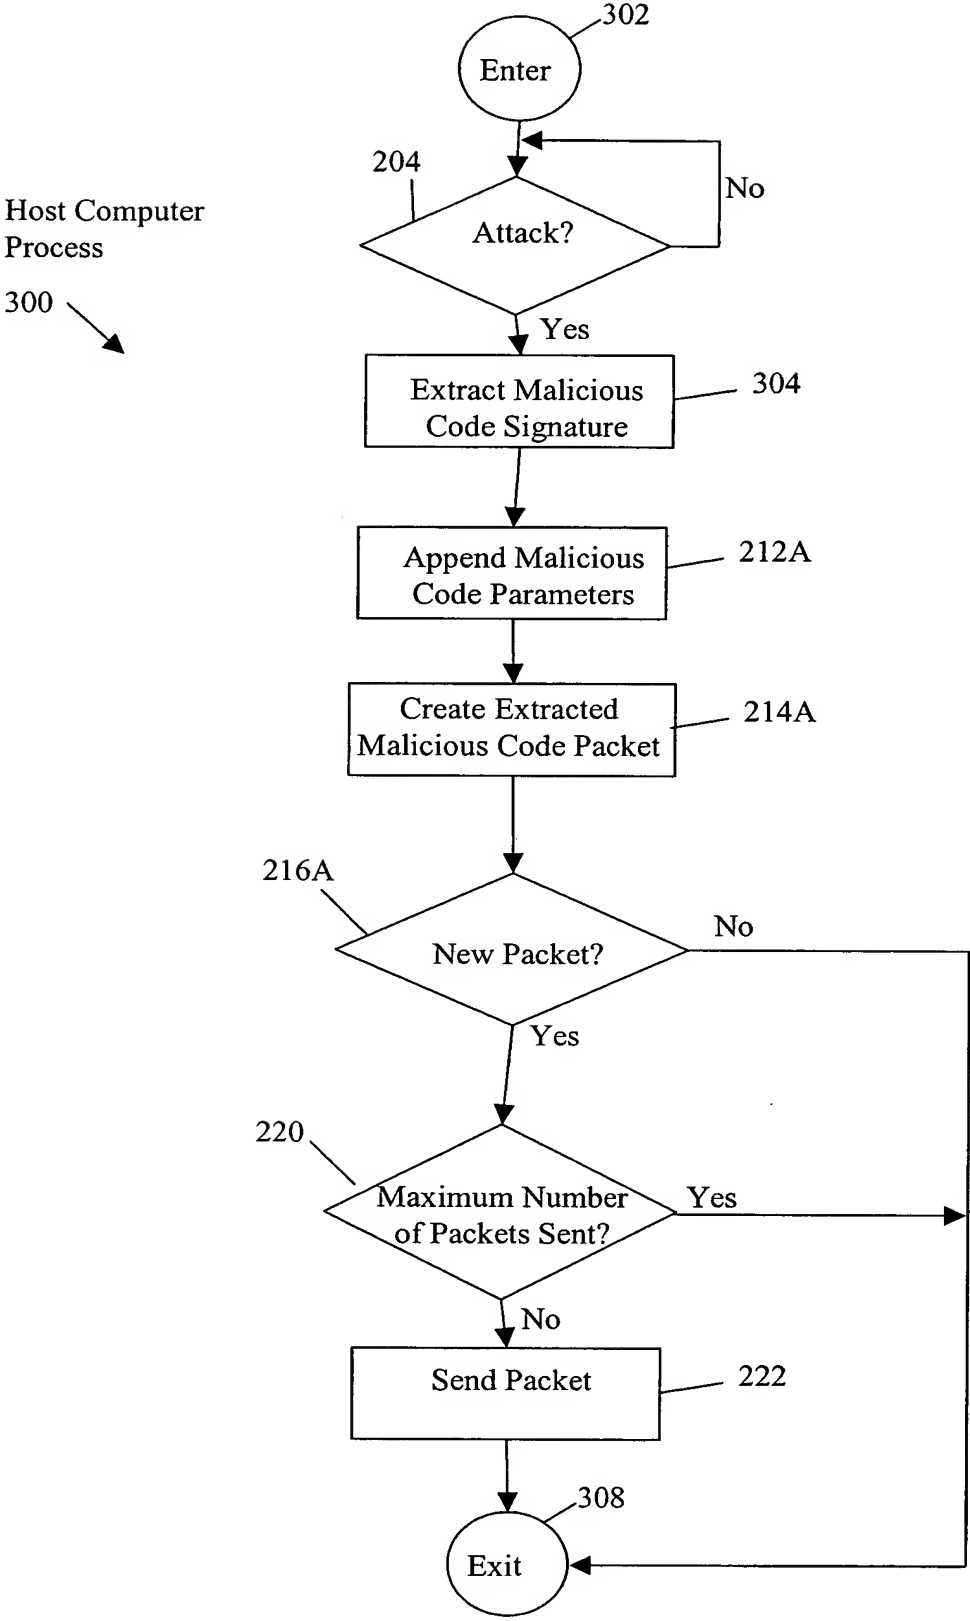 302
Enter
204
No
Host Computer
Process
Attack?
300
Yes
Extract Malicious
Code Signature
304
Append Malicious
Code Parameters
212A
Create Extracted
Malicious Code Packet
214A
216A
No
New Packet?
Yes
220
Maximum Number
of Packets Sent?
Yes
No
Send Packet
222
308
Exit